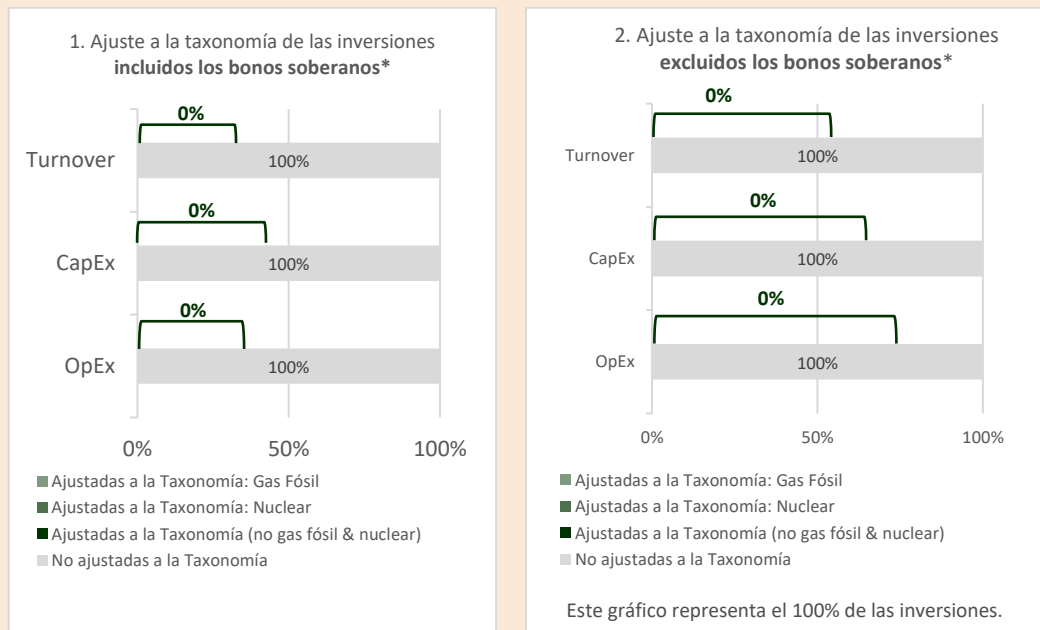 1. Ajuste a la taxonomía de las inversiones
incluidos los bonos soberanos*
0%
Turnover
100%
0%
CapEx
100%
0%
OpEx
100%
0%
50%
100%
Ajustadas a la Taxonomía: Gas Fósil
Ajustadas a la Taxonomía: Nuclear
Ajustadas a la Taxonomía (no gas fósil & nuclear)
No ajustadas a la Taxonomía
2. Ajuste a la taxonomía de las inversiones
excluidos los bonos soberanos*
0%
Turnover
100%
0%
CapEx
100%
0%
OpEx
100%
0%
50%
100%
Ajustadas a la Taxonomía: Gas Fósil
Ajustadas a la Taxonomía: Nuclear
Ajustadas a la Taxonomía (no gas fósil & nuclear)
No ajustadas a la Taxonomía
Este gráfico representa el 100% de las inversiones.